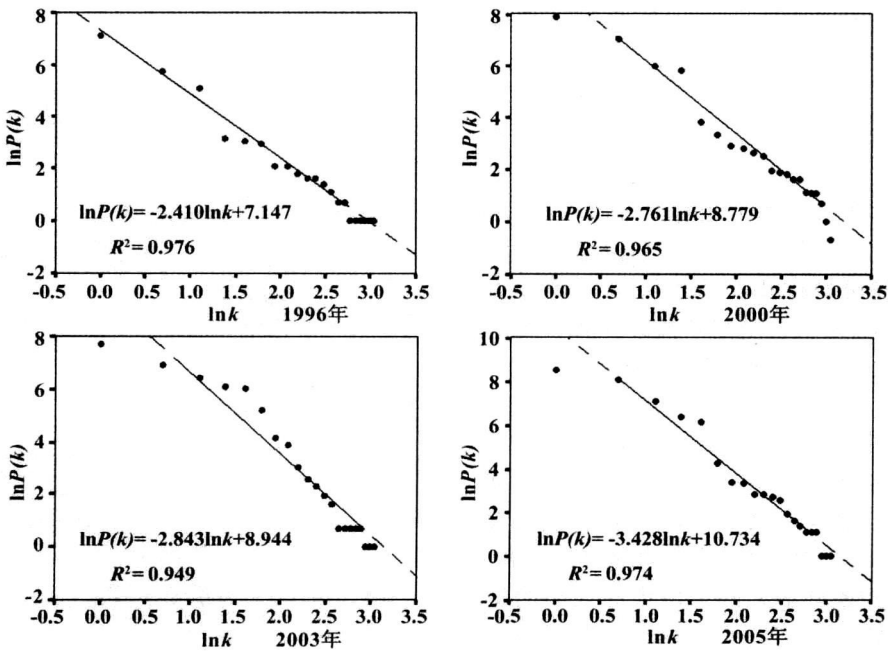 8
6
4
2
0
-2
lnP(k)
lnP(k)= -2.410lnk+7.147
R²= 0.976
-0.5 0.0 0.5 1.0 1.5 2.0 2.5 3.0 3.5
lnk 1996年
8
6
4
2
0
-2
lnP(k)
lnP(k)= -2.761lnk+8.779
R²= 0.965
-0.5 0.0 0.5 1.0 1.5 2.0 2.5 3.0 3.5
lnk 2000年
8
6
4
2
0
-2
lnP(k)
lnP(k)= -2.843lnk+8.944
R²= 0.949
-0.5 0.0 0.5 1.0 1.5 2.0 2.5 3.0 3.5
lnk 2003年
10
8
6
4
2
0
-2
lnP(k)
lnP(k)= -3.428lnk+10.734
R²= 0.974
-0.5 0.0 0.5 1.0 1.5 2.0 2.5 3.0 3.5
lnk 2005年